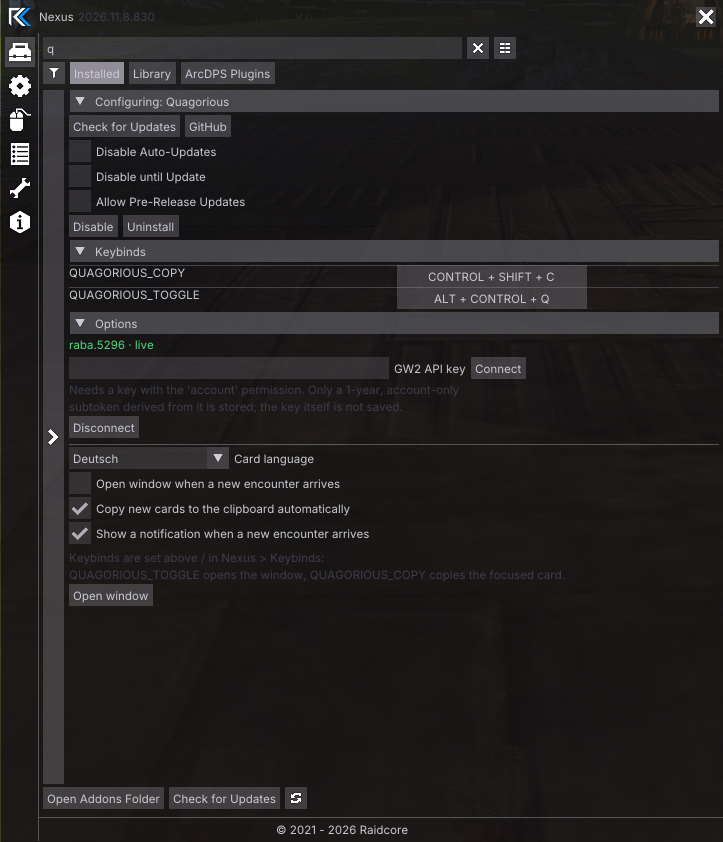 Nexus 2026.11.8.830
q
Installed Library ArcDPS Plugins
Configuring: Quagorious
Check for Updates GitHub
Disable Auto-Updates
Disable until Update
Allow Pre-Release Updates
Disable Uninstall
Keybinds
QUAGORIOUS_COPY CONTROL + SHIFT + C
QUAGORIOUS_TOGGLE ALT + CONTROL + Q
Options
raba.5296 · live
GW2 API key Connect
Needs a key with the 'account' permission. Only a 1-year, account-only
subtoken derived from it is stored; the key itself is not saved.
Disconnect
Deutsch Card language
Open window when a new encounter arrives
Copy new cards to the clipboard automatically
Show a notification when a new encounter arrives
Keybinds are set above / in Nexus > Keybinds:
QUAGORIOUS_TOGGLE opens the window, QUAGORIOUS_COPY copies the focused card.
Open window
Open Addons Folder Check for Updates
© 2021 - 2026 Raidcore